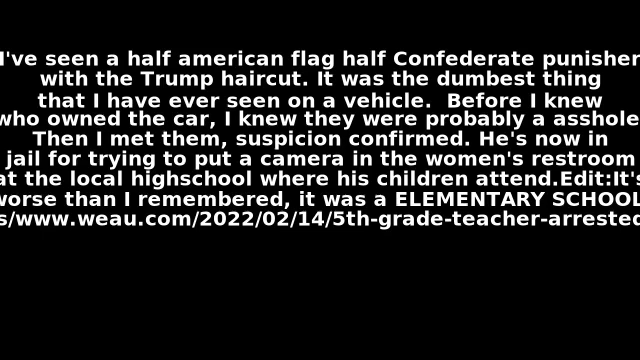 I've seen a half american flag half Confederate punisher
with the Trump haircut. It was the dumbest thing
that I have ever seen on a vehicle.  Before I knew
who owned the car, I knew they were probably a asshole.
Then I met them, suspicion confirmed. He's now in
jail for trying to put a camera in the women's restroom
at the local highschool where his children attend.Edit:It's
worse than I remembered, it was a ELEMENTARY SCHOOL
s/www.weau.com/2022/02/14/5th-grade-teacher-arrested